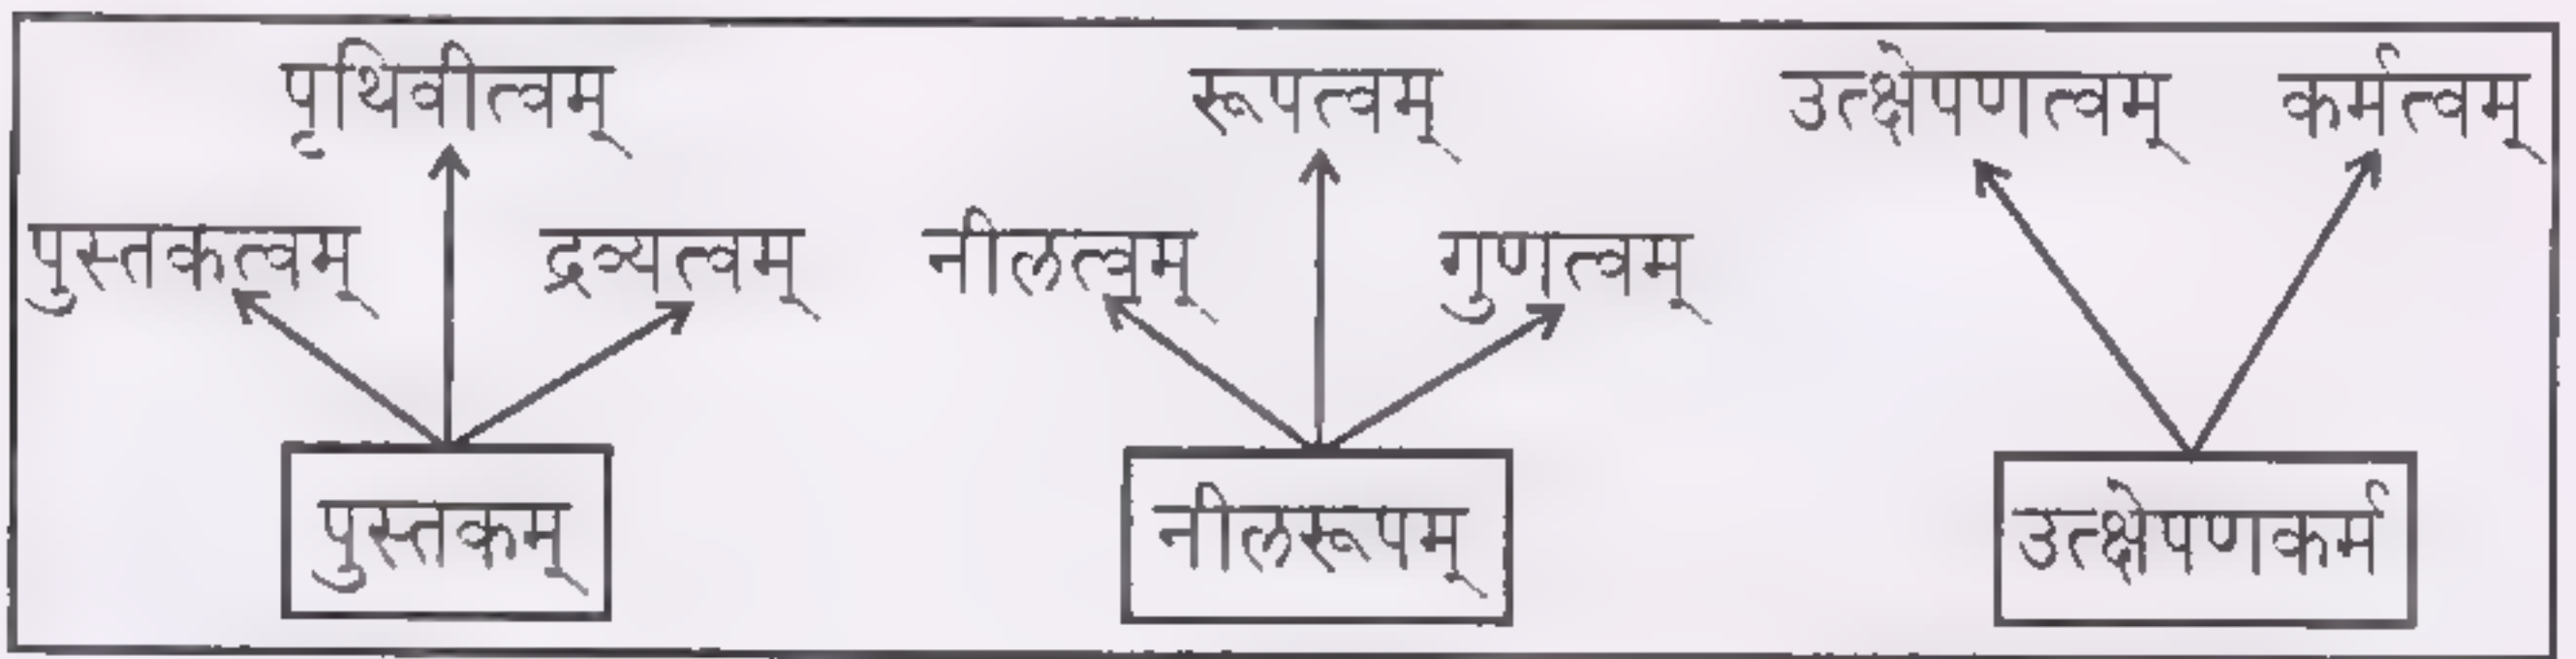 पृथिवीत्वम् रूपत्वम् उत्क्षेपणत्वम् कर्मत्वम्
पुस्तकत्वम् द्रव्यत्वम् नीलत्वम् गुणत्वम्
पुस्तकम् नीलरूपम् उत्क्षेपणकर्म